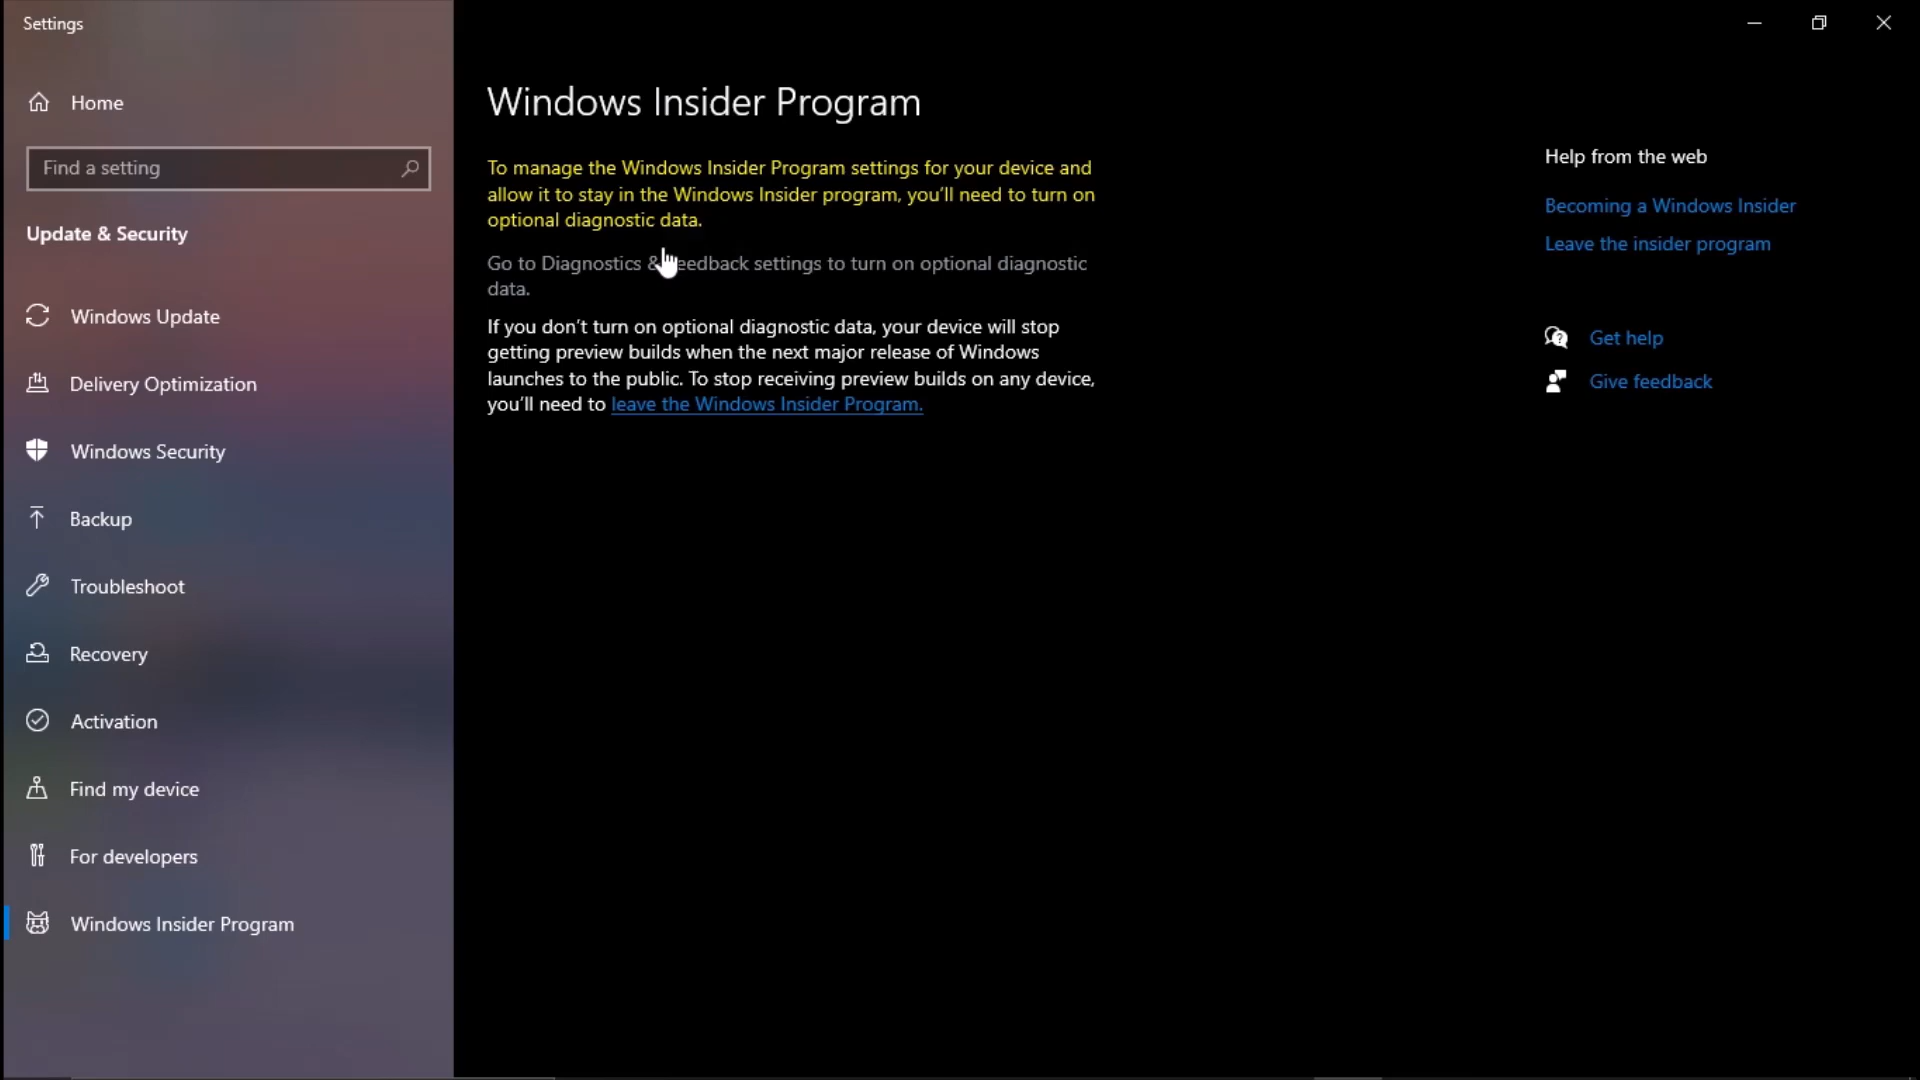 Settings
Home
Find a setting
Update & Security
Windows Update
Delivery Optimization
Windows Security
Backup
Troubleshoot
Recovery
Activation
Find my device
For developers
Windows Insider Program
Windows Insider Program
To manage the Windows Insider Program settings for your device and
allow it to stay in the Windows Insider program, you'll need to turn on
optional diagnostic data.
Go to Diagnostics & feedback settings to turn on optional diagnostic
data.
If you don't turn on optional diagnostic data, your device will stop
getting preview builds when the next major release of Windows
launches to the public. To stop receiving preview builds on any device,
you'll need to leave the Windows Insider Program.
Help from the web
Becoming a Windows Insider
Leave the insider program
Get help
Give feedback